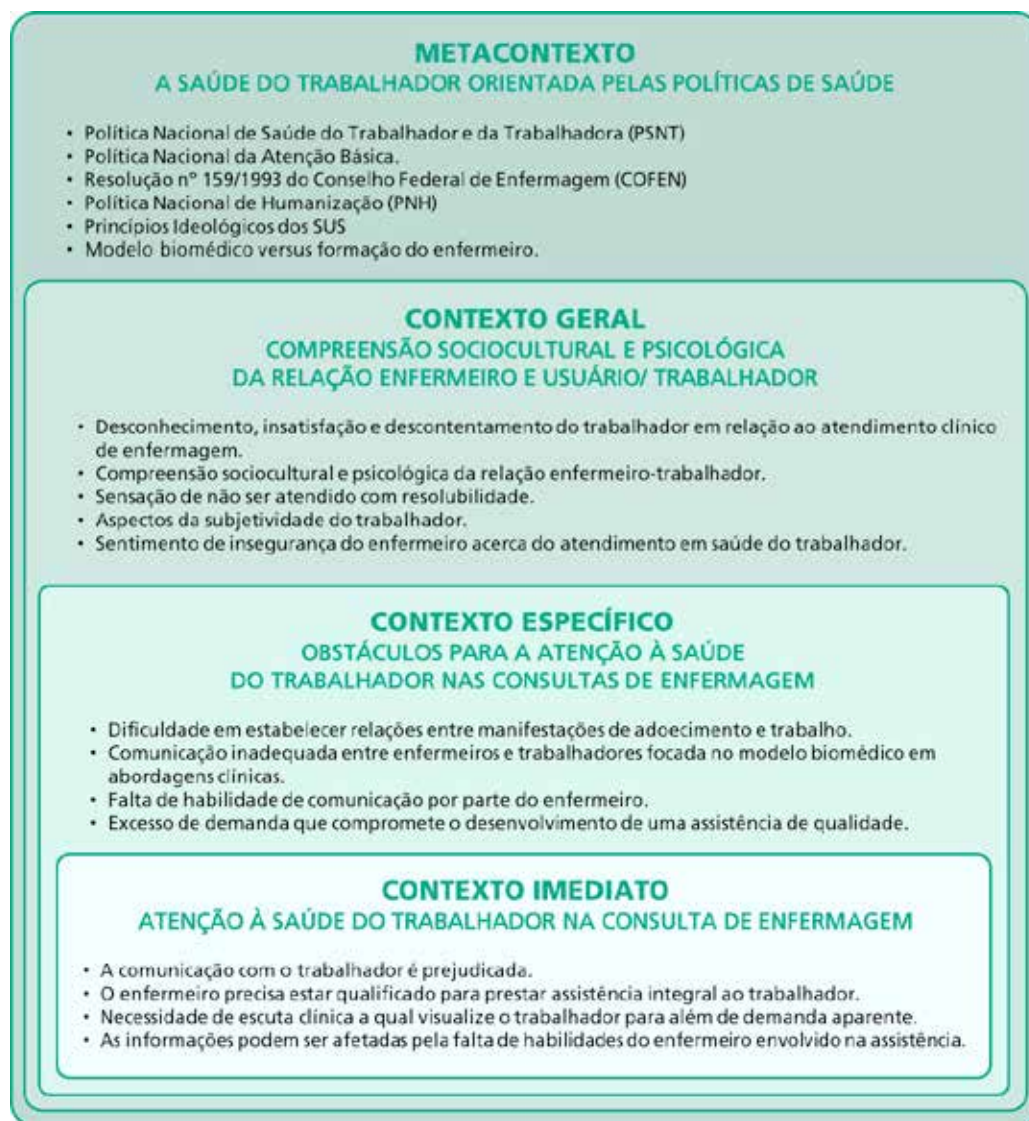 METACONTEXTO
A SAÚDE DO TRABALHADOR ORIENTADA PELAS POLÍTICAS DE SAÚDE
• Política Nacional de Saúde do Trabalhador e da Trabalhadora (PSNT)
• Política Nacional da Atenção Básica.
• Resolução nº 159/1993 do Conselho Federal de Enfermagem (COFEN)
• Política Nacional de Humanização (PNH)
• Princípios Ideológicos dos SUS
• Modelo biomédico versus formação do enfermeiro.
CONTEXTO GERAL
COMPREENSÃO SOCIOCULTURAL E PSICOLÓGICA
DA RELAÇÃO ENFERMEIRO E USUÁRIO/ TRABALHADOR
• Desconhecimento, insatisfação e descontentamento do trabalhador em relação ao atendimento clínico
de enfermagem.
• Compreensão sociocultural e psicológica da relação enfermeiro-trabalhador.
• Sensação de não ser atendido com resolubilidade.
• Aspectos da subjetividade do trabalhador.
• Sentimento de insegurança do enfermeiro acerca do atendimento em saúde do trabalhador.
CONTEXTO ESPECÍFICO
OBSTÁCULOS PARA A ATENÇÃO À SAÚDE
DO TRABALHADOR NAS CONSULTAS DE ENFERMAGEM
• Dificuldade em estabelecer relações entre manifestações de adoecimento e trabalho.
• Comunicação inadequada entre enfermeiros e trabalhadores focada no modelo biomédico em
abordagens clínicas.
• Falta de habilidade de comunicação por parte do enfermeiro.
• Excesso de demanda que compromete o desenvolvimento de uma assistência de qualidade.
CONTEXTO IMEDIATO
ATENÇÃO À SAÚDE DO TRABALHADOR NA CONSULTA DE ENFERMAGEM
• A comunicação com o trabalhador é prejudicada.
• O enfermeiro precisa estar qualificado para prestar assistência integral ao trabalhador.
• Necessidade de escuta clínica a qual visualize o trabalhador para além de demanda aparente.
• As informações podem ser afetadas pela falta de habilidades do enfermeiro envolvido na assistência.